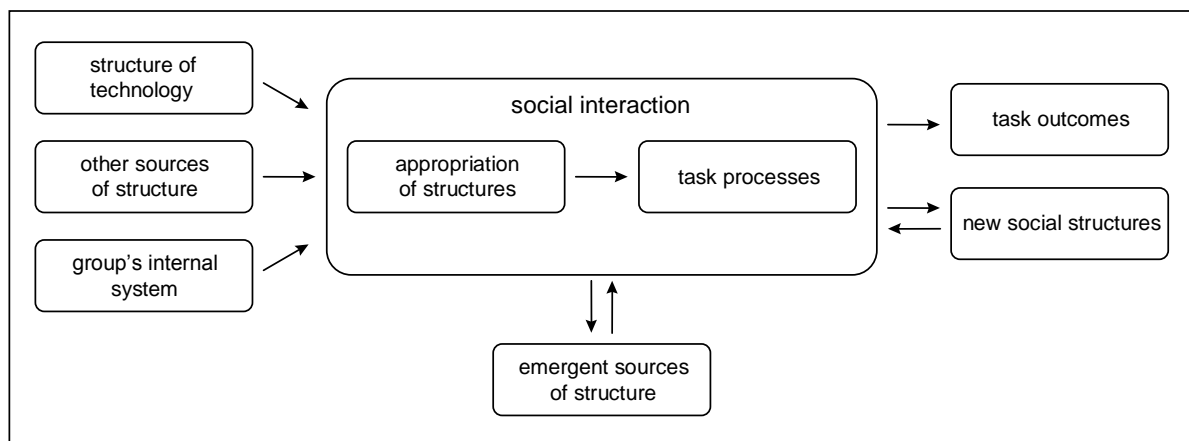 structure of
technology
other sources
of structure
group’s internal
system
social interaction
appropriation
of structures
task processes
emergent sources
of structure
task outcomes
new social structures